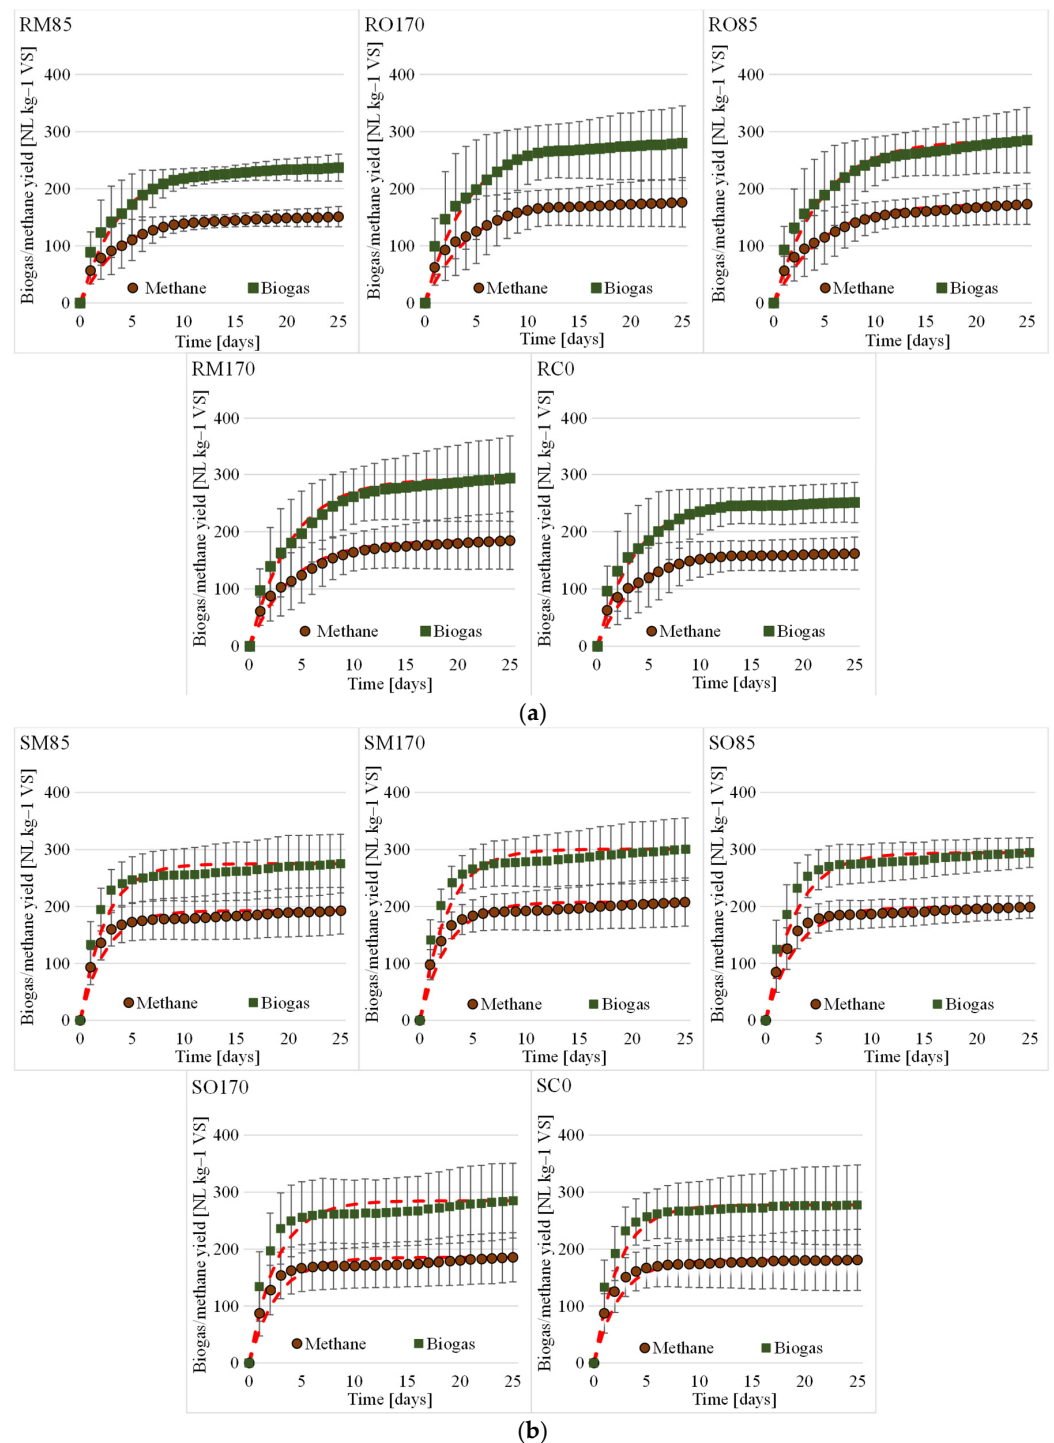 RM85
Biogas/methane yield [NL kg–1 VS]
400
300
200
100
0
Methane
Biogas
0 5 10 15 20 25
Time [days]
RO170
Biogas/methane yield [NL kg–1 VS]
400
300
200
100
0
Methane
Biogas
0 5 10 15 20 25
Time [days]
RO85
Biogas/methane yield [NL kg–1 VS]
400
300
200
100
0
Methane
Biogas
0 5 10 15 20 25
Time [days]
RM170
Biogas/methane yield [NL kg–1 VS]
400
300
200
100
0
Methane
Biogas
0 5 10 15 20 25
Time [days]
RC0
Biogas/methane yield [NL kg–1 VS]
400
300
200
100
0
Methane
Biogas
0 5 10 15 20 25
Time [days]
(a)
SM85
Biogas/methane yield [NL kg–1 VS]
400
300
200
100
0
Methane
Biogas
0 5 10 15 20 25
Time [days]
SM170
Biogas/methane yield [NL kg–1 VS]
400
300
200
100
0
Methane
Biogas
0 5 10 15 20 25
Time [days]
SO85
Biogas/methane yield [NL kg–1 VS]
400
300
200
100
0
Methane
Biogas
0 5 10 15 20 25
Time [days]
SO170
Biogas/methane yield [NL kg–1 VS]
400
300
200
100
0
Methane
Biogas
0 5 10 15 20 25
Time [days]
SC0
Biogas/methane yield [NL kg–1 VS]
400
300
200
100
0
Methane
Biogas
0 5 10 15 20 25
Time [days]
(b)